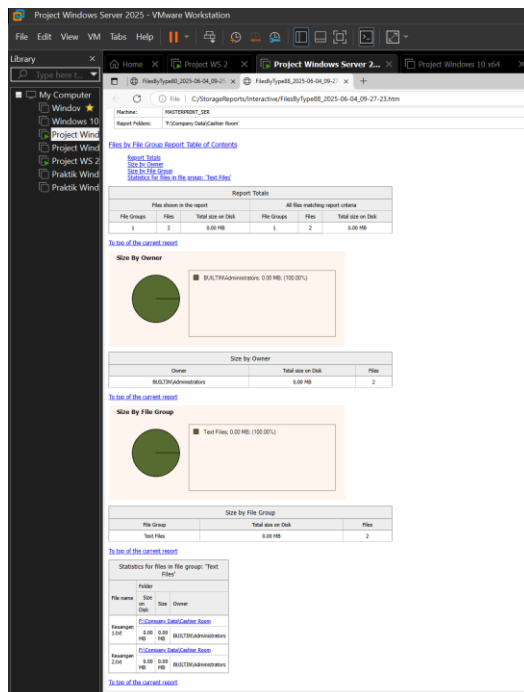 Project Windows Server 2025 - VMware Workstation
File Edit View VM Tabs Help
Library
Type here t...
My Computer
Windov
Windows 10
Project Wind
Project Wind
Project WS 2
Praktik Wind
Praktik Wind
Home
Project WS 2
Project Windows Server 2...
Project Windows 10 x64
FilesByType88_2025-06-04_09-27-
File C:/StorageReports/Interactive/FilesByType88_2025-06-04_09-27-23.htm
Machine: MASTERPRINT_SER
Report Folders: 'F:\Company Data\Cashier Room'
Files by File Group Report Table of Contents
Report Totals
Size by Owner
Size by File Group
Statistics for files in file group: 'Text Files'
Report Totals
Files shown in the report All files matching report criteria
File Groups Files Total size on Disk File Groups Files Total size on Disk
1 2 0.00 MB 1 2 0.00 MB
To top of the current report
Size By Owner
BUILTIN\Administrators; 0.00 MB; (100.00%)
Size by Owner
Owner Total size on Disk Files
BUILTIN\Administrators 0.00 MB 2
To top of the current report
Size By File Group
Text Files; 0.00 MB; (100.00%)
Size by File Group
File Group Total size on Disk Files
Text Files 0.00 MB 2
To top of the current report
Statistics for files in file group: 'Text
Files'
Folder
File name Size on Disk Size Owner
F:\Company Data\Cashier Room
Keuangan 1.txt 0.00 MB 0.00 MB BUILTIN\Administrators
F:\Company Data\Cashier Room
Keuangan 2.txt 0.00 MB 0.00 MB BUILTIN\Administrators
To top of the current report